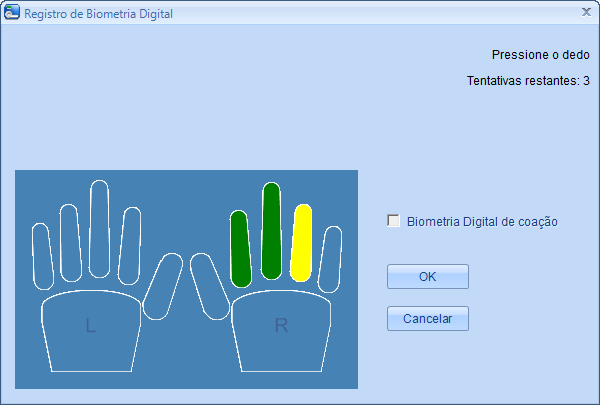 Registro de Biometria Digital
Pressione o dedo
Tentativas restantes: 3
Biometria Digital de coação
L
R
OK
Cancelar